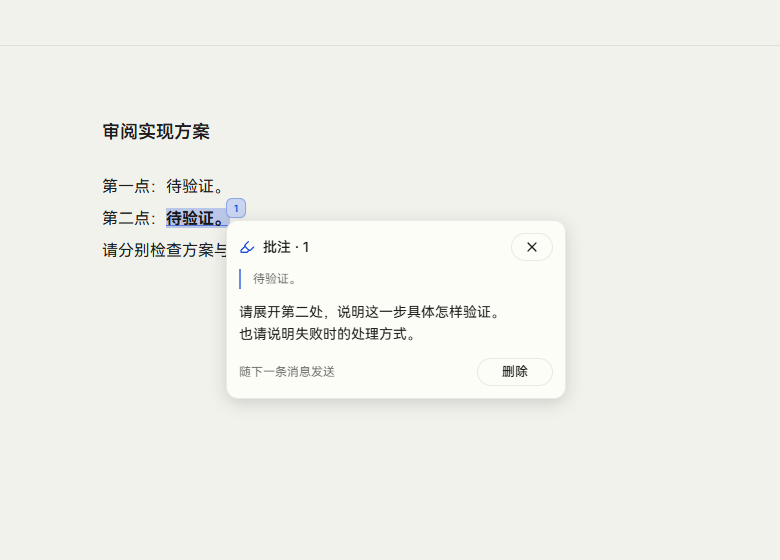 审阅实现方案
第一点：待验证。
第二点：待验证。
1
请分别检查方案与
批注 · 1
待验证。
请展开第二处，说明这一步具体怎样验证。
也请说明失败时的处理方式。
随下一条消息发送
删除